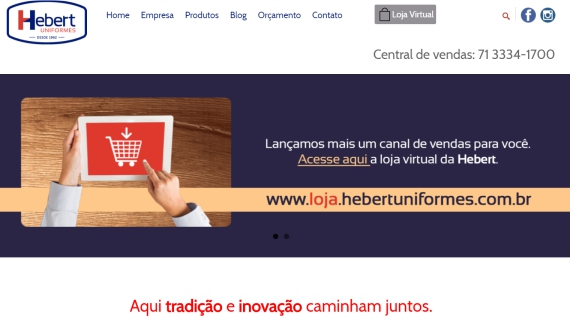 Hebert
UNIFORMES
Home Empresa Produtos Blog Orçamento Contato Loja Virtual
Central de vendas: 71 3334-1700
Lançamos mais um canal de vendas para você.
Acesse aqui a loja virtual da Hebert.
www.loja.hebertuniformes.com.br
Aqui tradição e inovação caminham juntos.